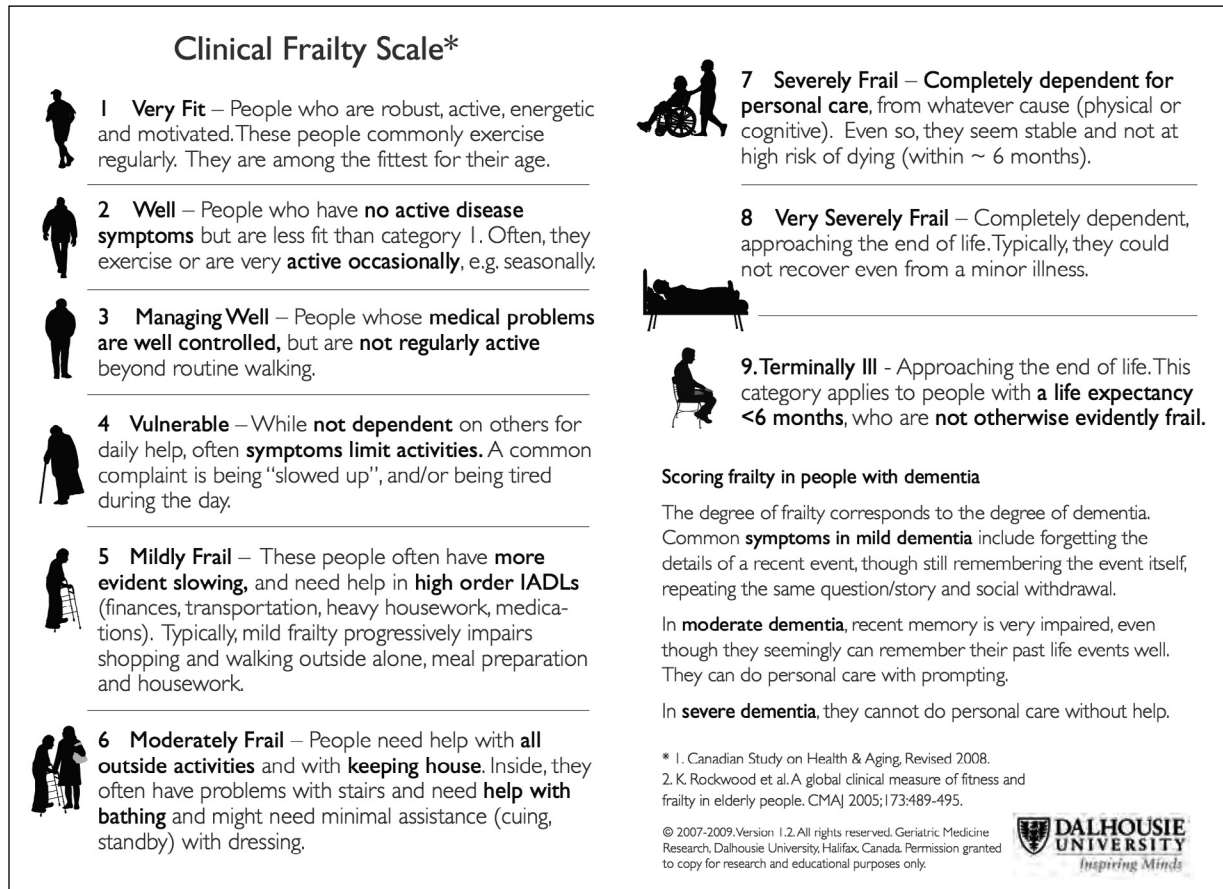 Clinical Frailty Scale*
1 Very Fit – People who are robust, active, energetic
and motivated. These people commonly exercise
regularly. They are among the fittest for their age.
2 Well – People who have no active disease
symptoms but are less fit than category 1. Often, they
exercise or are very active occasionally, e.g. seasonally.
3 Managing Well – People whose medical problems
are well controlled, but are not regularly active
beyond routine walking.
4 Vulnerable – While not dependent on others for
daily help, often symptoms limit activities. A common
complaint is being “slowed up”, and/or being tired
during the day.
5 Mildly Frail – These people often have more
evident slowing, and need help in high order IADLs
(finances, transportation, heavy housework, medica-
tions). Typically, mild frailty progressively impairs
shopping and walking outside alone, meal preparation
and housework.
6 Moderately Frail – People need help with all
outside activities and with keeping house. Inside, they
often have problems with stairs and need help with
bathing and might need minimal assistance (cuing,
standby) with dressing.
7 Severely Frail – Completely dependent for
personal care, from whatever cause (physical or
cognitive). Even so, they seem stable and not at
high risk of dying (within ~ 6 months).
8 Very Severely Frail – Completely dependent,
approaching the end of life. Typically, they could
not recover even from a minor illness.
9. Terminally Ill - Approaching the end of life. This
category applies to people with a life expectancy
<6 months, who are not otherwise evidently frail.
Scoring frailty in people with dementia
The degree of frailty corresponds to the degree of dementia.
Common symptoms in mild dementia include forgetting the
details of a recent event, though still remembering the event itself,
repeating the same question/story and social withdrawal.
In moderate dementia, recent memory is very impaired, even
though they seemingly can remember their past life events well.
They can do personal care with prompting.
In severe dementia, they cannot do personal care without help.
* 1. Canadian Study on Health & Aging, Revised 2008.
2. K. Rockwood et al. A global clinical measure of fitness and
frailty in elderly people. CMAJ 2005;173:489-495.
© 2007-2009. Version 1.2. All rights reserved. Geriatric Medicine
Research, Dalhousie University, Halifax, Canada. Permission granted
to copy for research and educational purposes only.
DALHOUSIE
UNIVERSITY
Inspiring Minds